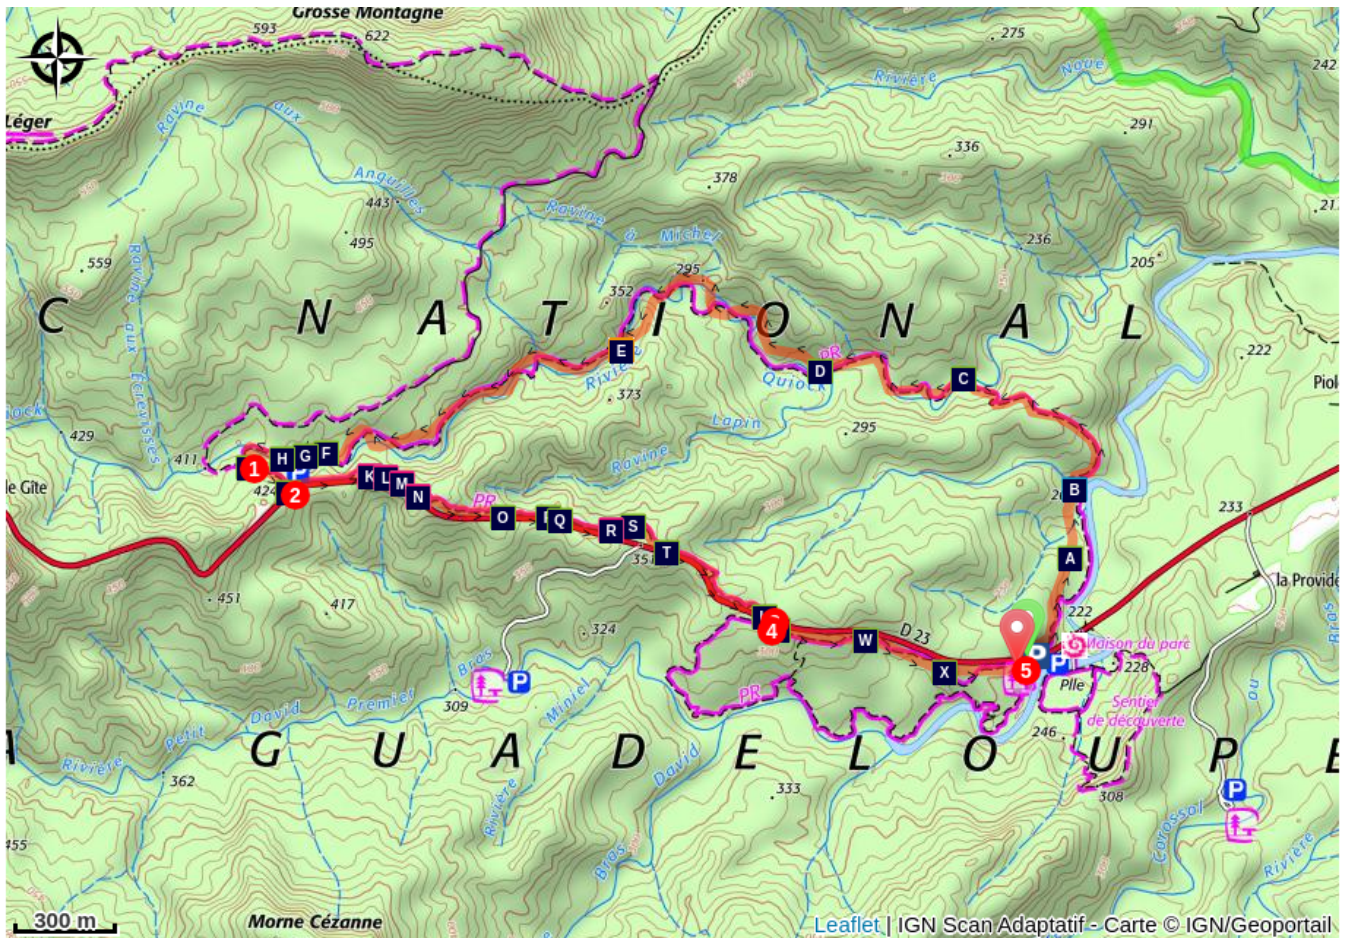 Grosse Montagne
593
622
275
242
Rivière
Noue
Léger
Ravine
aux
Anguilles
291
336
378
443
495
559
Ravine
à Michel
236
205
217
Ravine aux Écrevisses
295
352
C N A T I O N A L
222
Piol
E
PR
D
C
Quiock
373
Lapin
295
Ravine
429
411
le Gîte
1
H
G
F
424
2
K
L
M
N
PR
O
Q
R
S
T
351
B
233
A
la Provide
451
417
324
222
4
W
D 23
X
5
P
P
Maison du parc
228
Plle
Sentier
de découverte
246
308
PR
Bras
David
Premier
309
P
Petit
Rivière
362
Rivière
Miniel
Bras
David
333
A G U A D E L O U P E
P
Corossol
Rivière
Bras
455
Morne Cézanne
300 m
Leaflet | IGN Scan Adaptatif - Carte © IGN/Geoportail